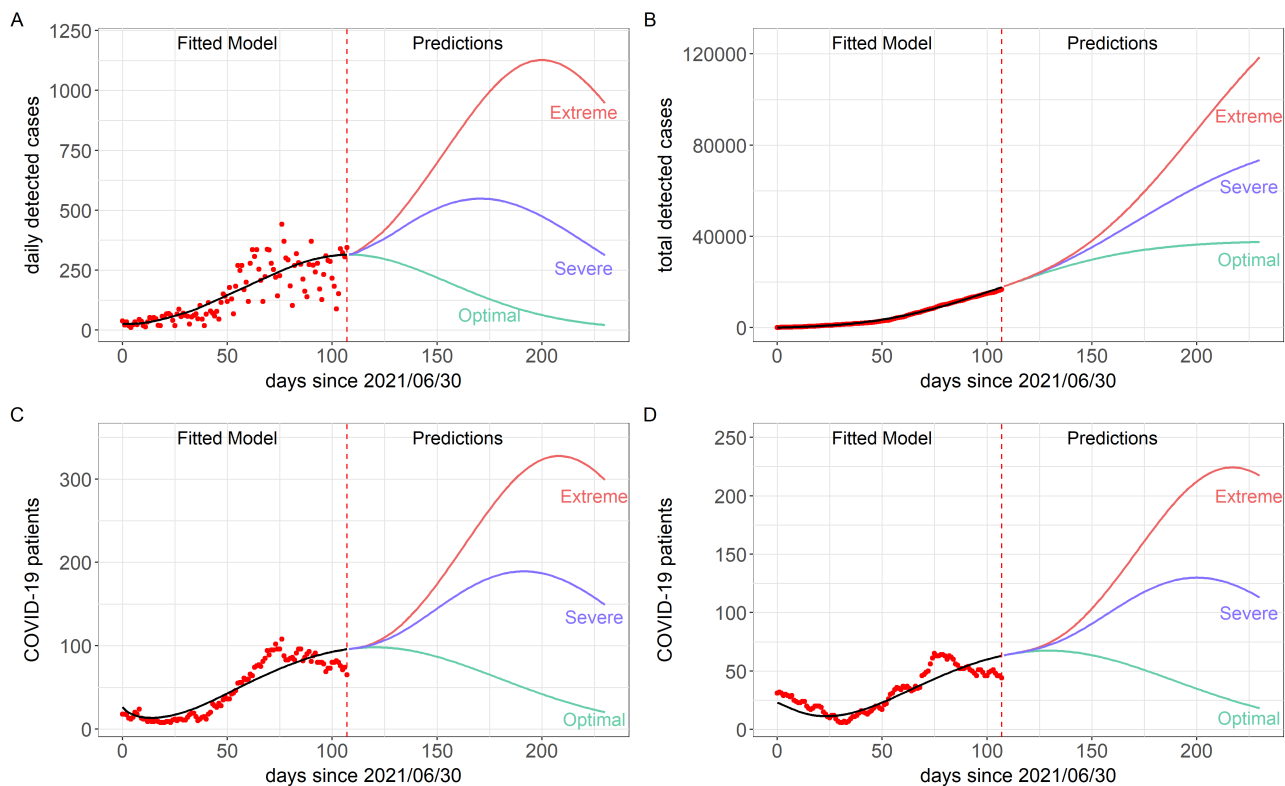 A
Fitted Model
Predictions
1250
1000
750
500
250
0
daily detected cases
Extreme
Severe
Optimal
0
50
100
150
200
days since 2021/06/30
B
Fitted Model
Predictions
120000
80000
40000
0
total detected cases
Extreme
Severe
Optimal
0
50
100
150
200
days since 2021/06/30
C
Fitted Model
Predictions
300
200
100
0
COVID-19 patients
Extreme
Severe
Optimal
0
50
100
150
200
days since 2021/06/30
D
Fitted Model
Predictions
250
200
150
100
50
0
COVID-19 patients
Extreme
Severe
Optimal
0
50
100
150
200
days since 2021/06/30